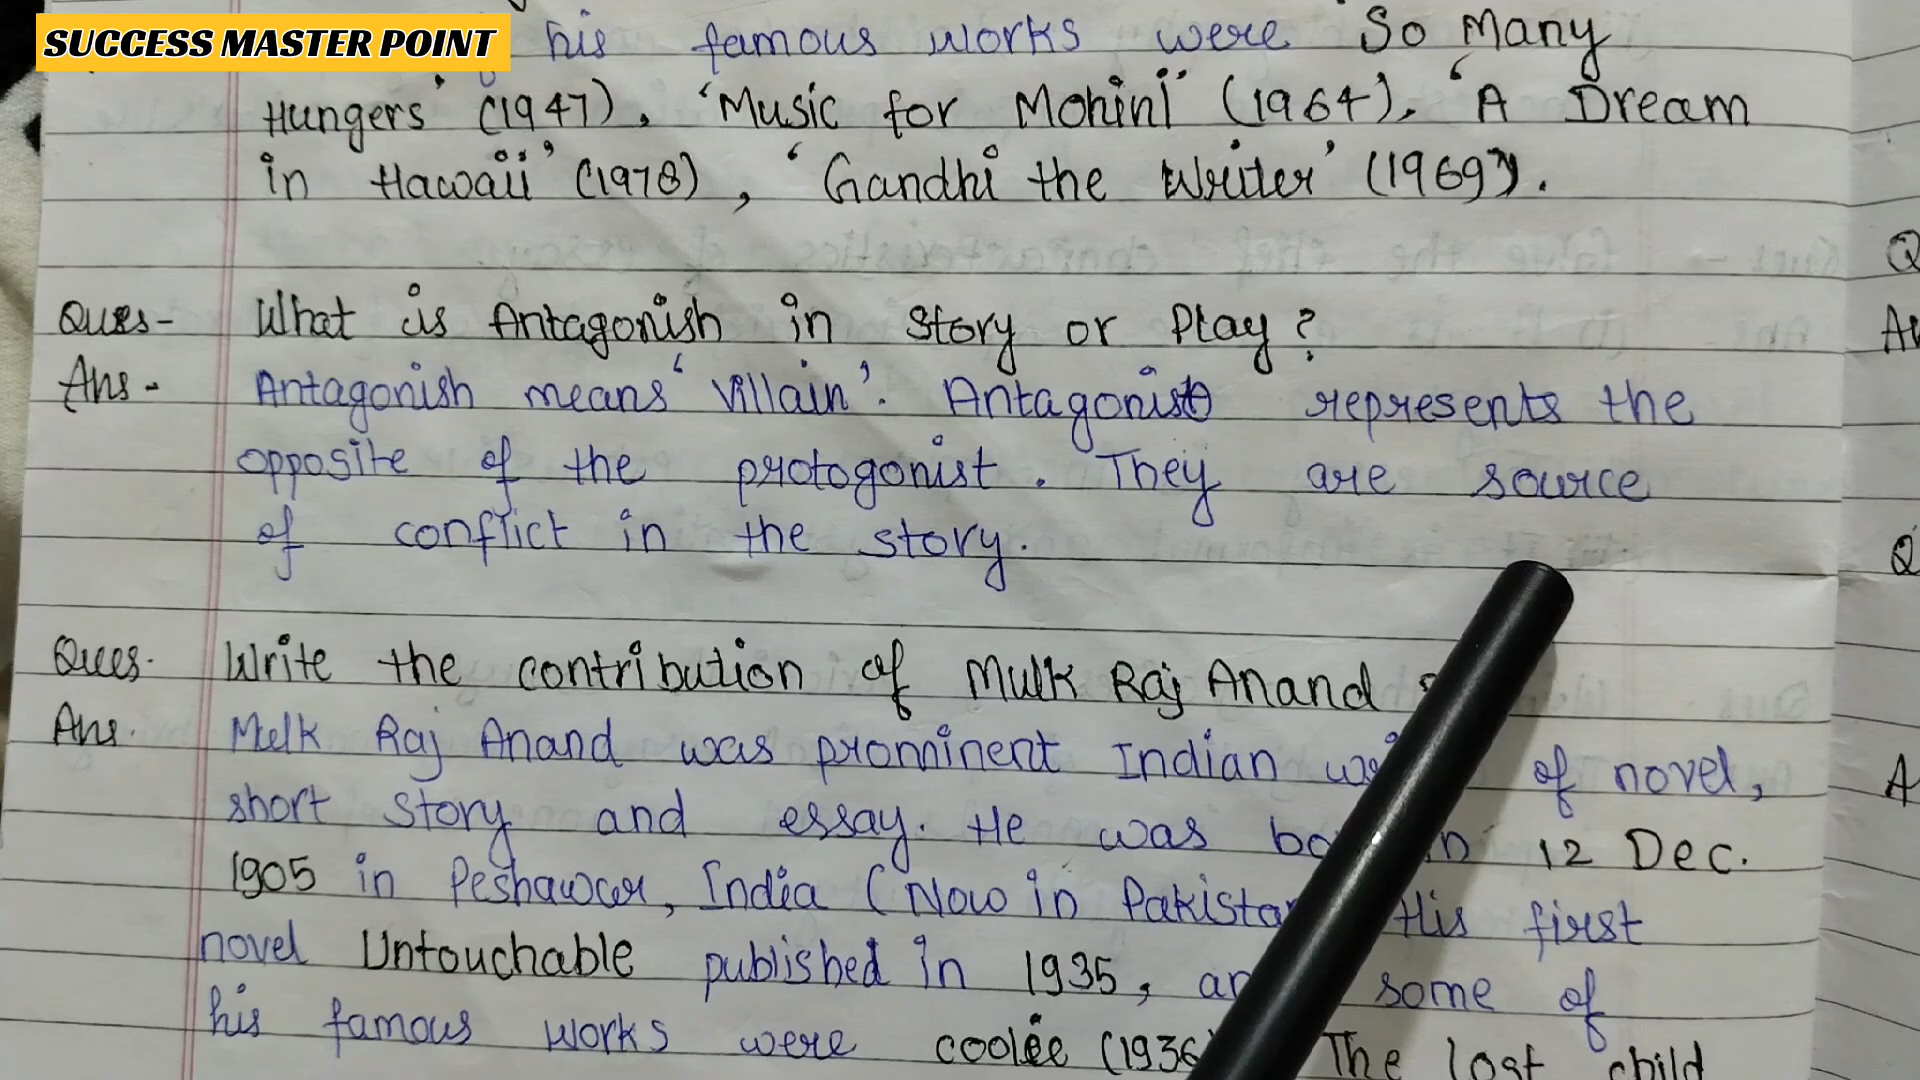 SUCCESS MASTER POINT
his famous works were So Many
Hungers' (1947), 'Music for Mohini' (1964), 'A Dream
in Hawaii' (1978), 'Gandhi the Writer' (1969).
Ques- What is Antagonish in Story or Play?
Ans- Antagonish means 'Villain'. Antagonist represents the
opposite of the protogonist. They are source
of conflict in the story.
Ques. Write the contribution of Mulk Raj Anand
Ans. Mulk Raj Anand was prominent Indian of novel,
short story and essay. He was 12 Dec.
1905 in Peshawar, India (Now in His first
novel Untouchable published in 1935, some of
his famous works were coolie (1936 The lost child